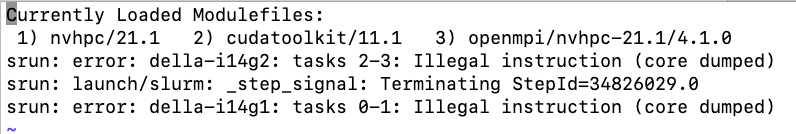 Currently Loaded Modulefiles:
 1) nvhpc/21.1   2) cudatoolkit/11.1   3) openmpi/nvhpc-21.1/4.1.0
srun: error: della-i14g2: tasks 2-3: Illegal instruction (core dumped)
srun: launch/slurm: _step_signal: Terminating StepId=34826029.0
srun: error: della-i14g1: tasks 0-1: Illegal instruction (core dumped)
~